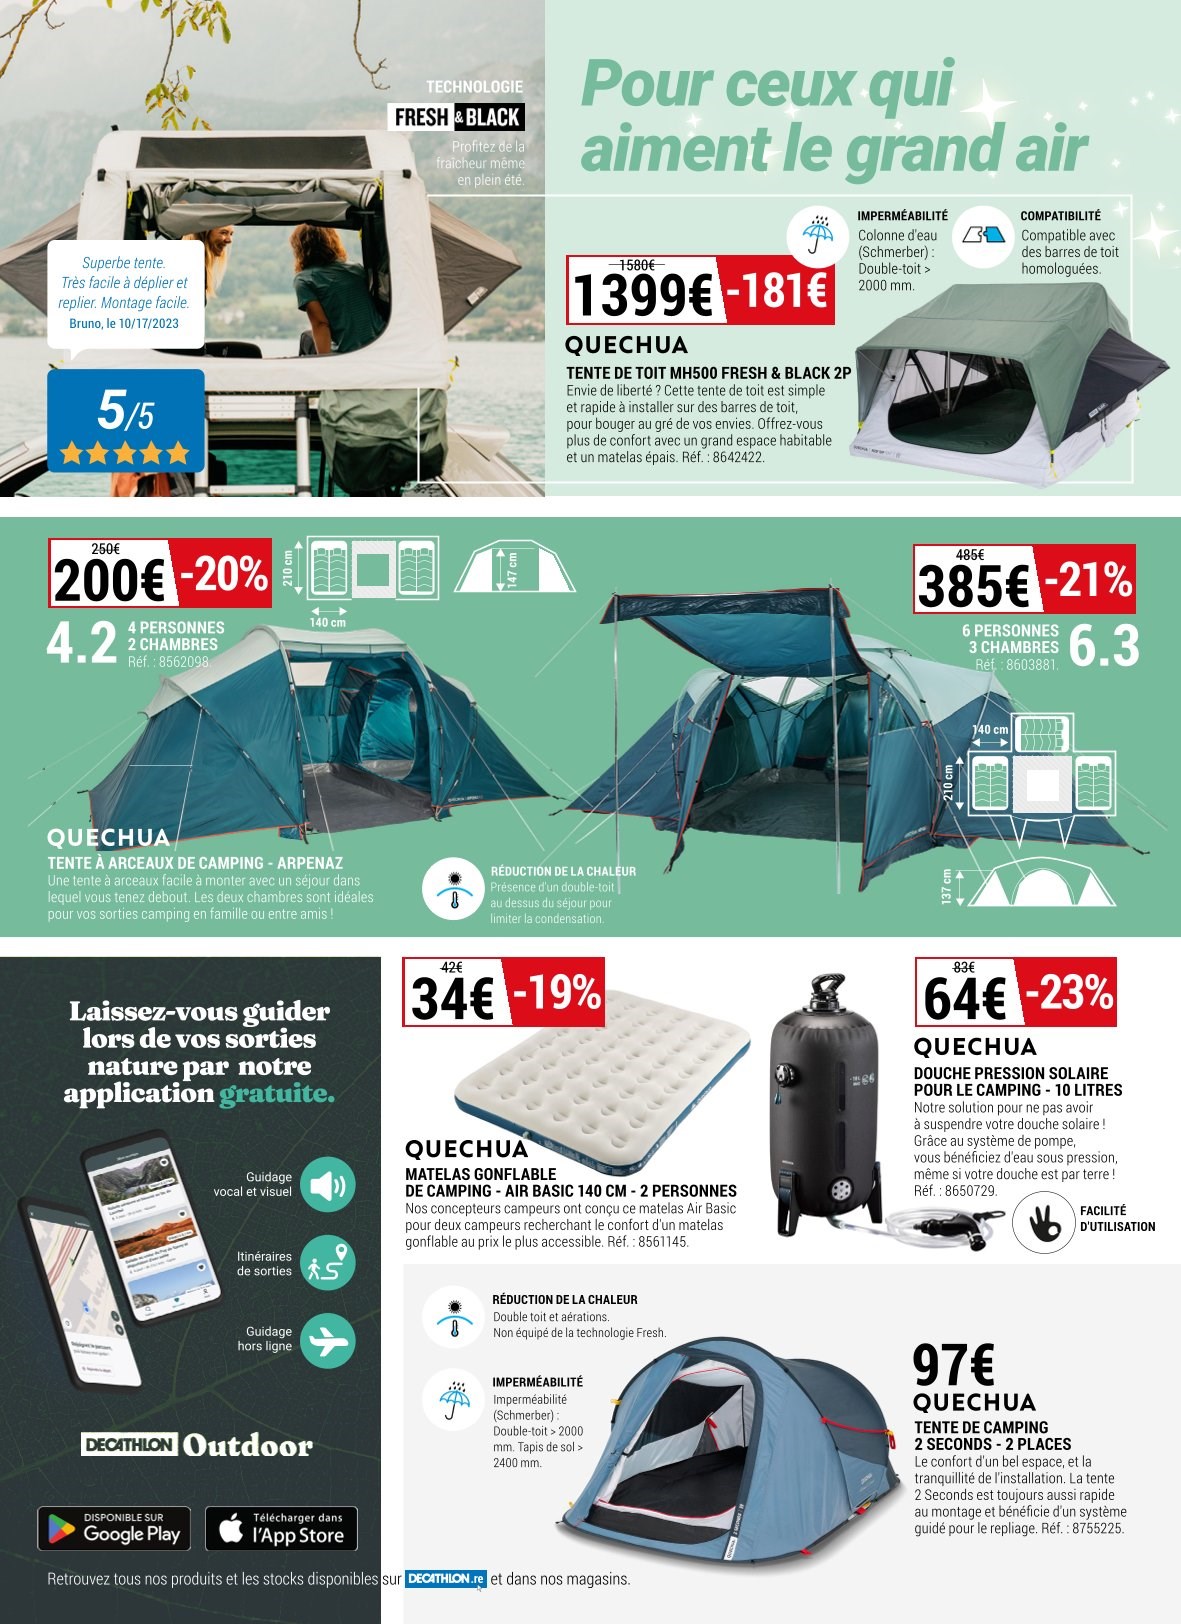 TECHNOLOGIE
FRESH & BLACK
Profitez de la
fraîcheur même
en plein été.
Pour ceux qui
aiment le grand air
Superbe tente.
Très facile à déplier et
replier. Montage facile.
Bruno, le 10/17/2023
5/5
IMPERMÉABILITÉ
Colonne d'eau
(Schmerber) :
Double-toit >
2000 mm.
COMPATIBILITÉ
Compatible avec
des barres de toit
homologuées.
1580€
1399€ -181€
QUECHUA
TENTE DE TOIT MH500 FRESH & BLACK 2P
Envie de liberté ? Cette tente de toit est simple
et rapide à installer sur des barres de toit,
pour bouger au gré de vos envies. Offrez-vous
plus de confort avec un grand espace habitable
et un matelas épais. Réf. : 8642422.
250€
200€ -20%
4.2
4 PERSONNES
2 CHAMBRES
Réf. : 8562098.
210 cm
140 cm
147 cm
485€
385€ -21%
6 PERSONNES
3 CHAMBRES
Réf. : 8603881.
6.3
140 cm
210 cm
137 cm
QUECHUA
TENTE À ARCEAUX DE CAMPING - ARPENAZ
Une tente à arceaux facile à monter avec un séjour dans
lequel vous tenez debout. Les deux chambres sont idéales
pour vos sorties camping en famille ou entre amis !
RÉDUCTION DE LA CHALEUR
Présence d'un double-toit
au dessus du séjour pour
limiter la condensation.
Laissez-vous guider
lors de vos sorties
nature par notre
application gratuite.
Guidage
vocal et visuel
Itinéraires
de sorties
Guidage
hors ligne
DECATHLON Outdoor
DISPONIBLE SUR
Google Play
Télécharger dans
l'App Store
42€
34€ -19%
QUECHUA
MATELAS GONFLABLE
DE CAMPING - AIR BASIC 140 CM - 2 PERSONNES
Nos concepteurs campeurs ont conçu ce matelas Air Basic
pour deux campeurs recherchant le confort d'un matelas
gonflable au prix le plus accessible. Réf. : 8561145.
83€
64€ -23%
QUECHUA
DOUCHE PRESSION SOLAIRE
POUR LE CAMPING - 10 LITRES
Notre solution pour ne pas avoir
à suspendre votre douche solaire !
Grâce au système de pompe,
vous bénéficiez d'eau sous pression,
même si votre douche est par terre !
Réf. : 8650729.
FACILITÉ
D'UTILISATION
RÉDUCTION DE LA CHALEUR
Double toit et aérations.
Non équipé de la technologie Fresh.
IMPERMÉABILITÉ
Imperméabilité
(Schmerber) :
Double-toit > 2000
mm. Tapis de sol >
2400 mm.
97€
QUECHUA
TENTE DE CAMPING
2 SECONDS - 2 PLACES
Le confort d'un bel espace, et la
tranquillité de l'installation. La tente
2 Seconds est toujours aussi rapide
au montage et bénéficie d'un système
guidé pour le repliage. Réf. : 8755225.
Retrouvez tous nos produits et les stocks disponibles sur DECATHLON.re et dans nos magasins.